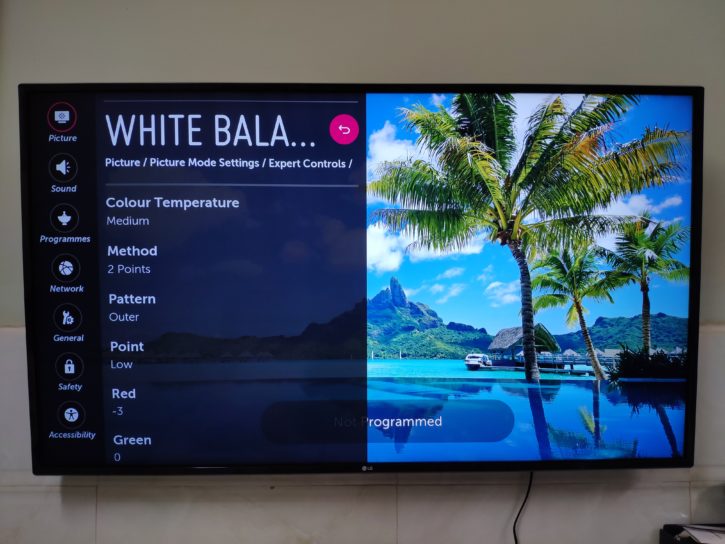 Picture
Sound
Programmes
Network
General
Safety
Accessibility
WHITE BALA...
Picture / Picture Mode Settings / Expert Controls /
Colour Temperature
Medium
Method
2 Points
Pattern
Outer
Point
Low
Red
-3
Green
0
Not Programmed
LG